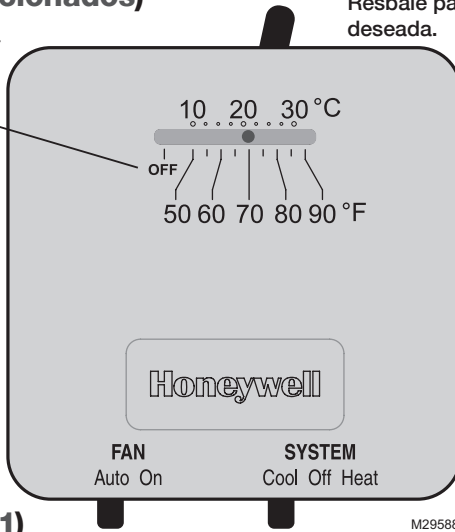 cionados)
Resbale pa
deseada.
10 20 30 °C
OFF
50 60 70 80 90 °F
Honeywell
FAN SYSTEM
Auto On Cool Off Heat
1)
M29588